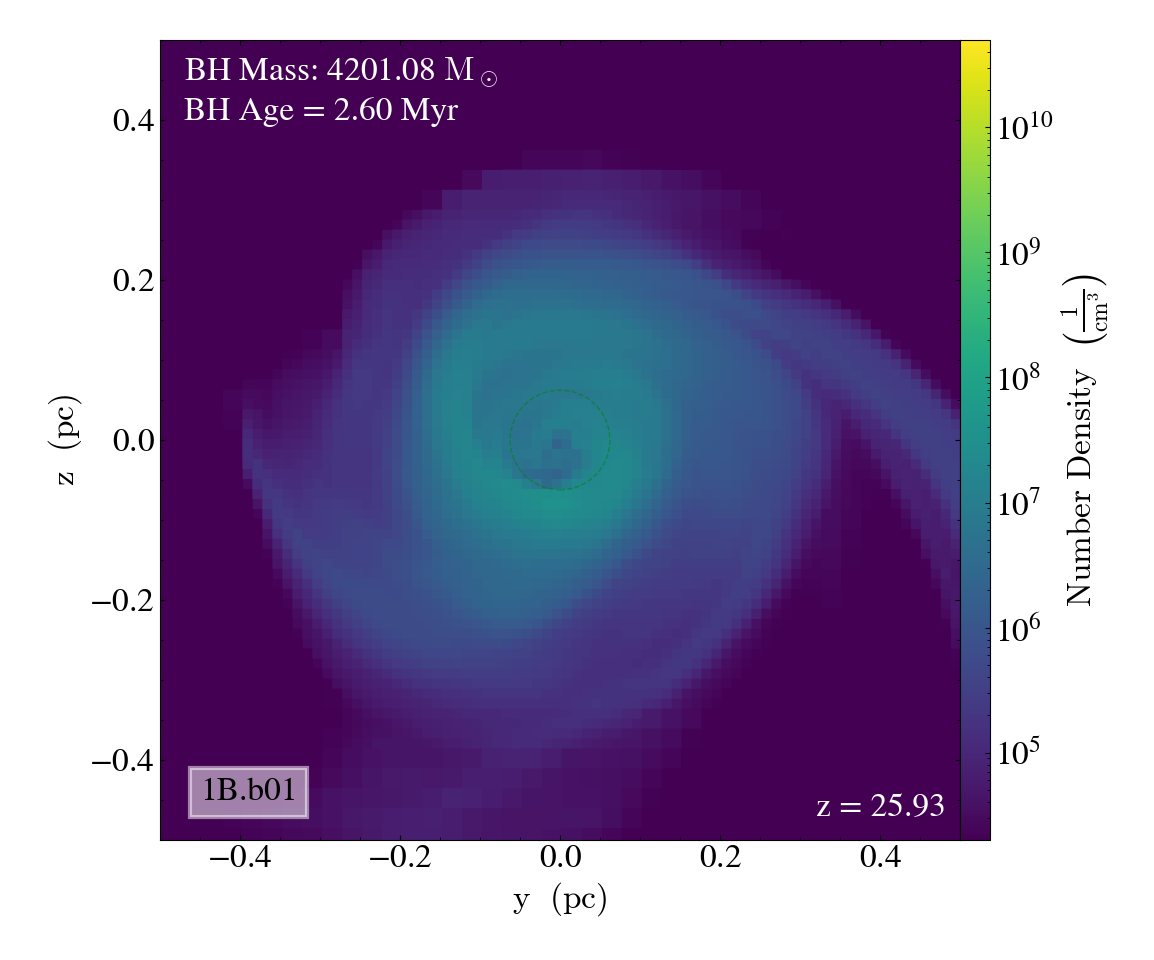 BH Mass: 4201.08 M⊙
BH Age = 2.60 Myr
0.4
0.2
0.0
−0.2
−0.4
z (pc)
1B.b01
z = 25.93
−0.4 −0.2 0.0 0.2 0.4
y (pc)
10¹⁰
10⁹
10⁸
10⁷
10⁶
10⁵
Number Density (1/cm³)